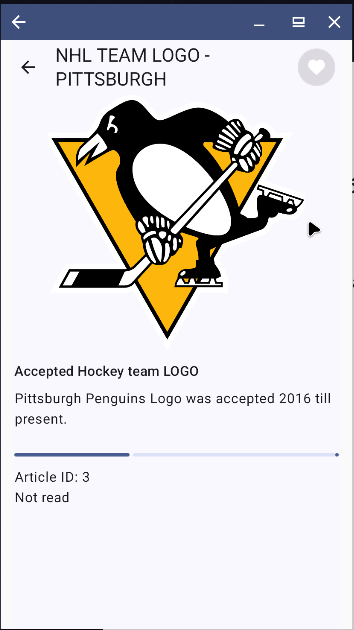 NHL TEAM LOGO -
PITTSBURGH
Accepted Hockey team LOGO
Pittsburgh Penguins Logo was accepted 2016 till
present.
Article ID: 3
Not read